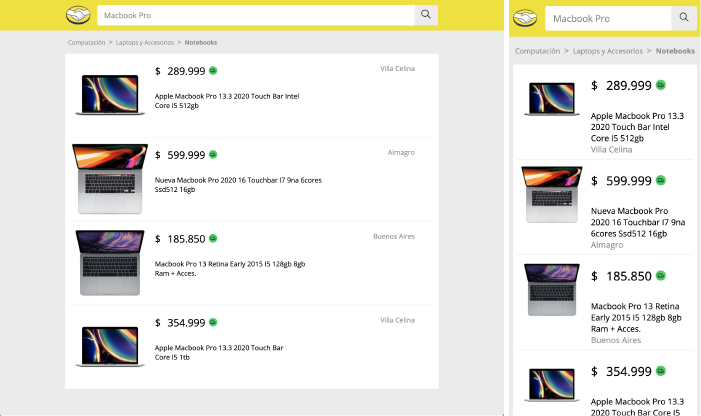 Macbook Pro
Computación > Laptops y Accesorios > Notebooks
$ 289.999
Villa Celina
Apple Macbook Pro 13.3 2020 Touch Bar Intel
Core I5 512gb
$ 599.999
Almagro
Nueva Macbook Pro 2020 16 Touchbar I7 9na 6cores
Ssd512 16gb
$ 185.850
Buenos Aires
Macbook Pro 13 Retina Early 2015 I5 128gb 8gb
Ram + Acces.
$ 354.999
Villa Celina
Apple Macbook Pro 13.3 2020 Touch Bar
Core I5 1tb
Macbook Pro
Computación > Laptops y Accesorios > Notebooks
$ 289.999
Apple Macbook Pro 13.3
2020 Touch Bar Intel
Core I5 512gb
Villa Celina
$ 599.999
Nueva Macbook Pro
2020 16 Touchbar I7 9na
6cores Ssd512 16gb
Almagro
$ 185.850
Macbook Pro 13 Retina
Early 2015 I5 128gb 8gb
Ram + Acces.
Buenos Aires
$ 354.999
Apple Macbook Pro 13.3
2020 Touch Bar Core I5